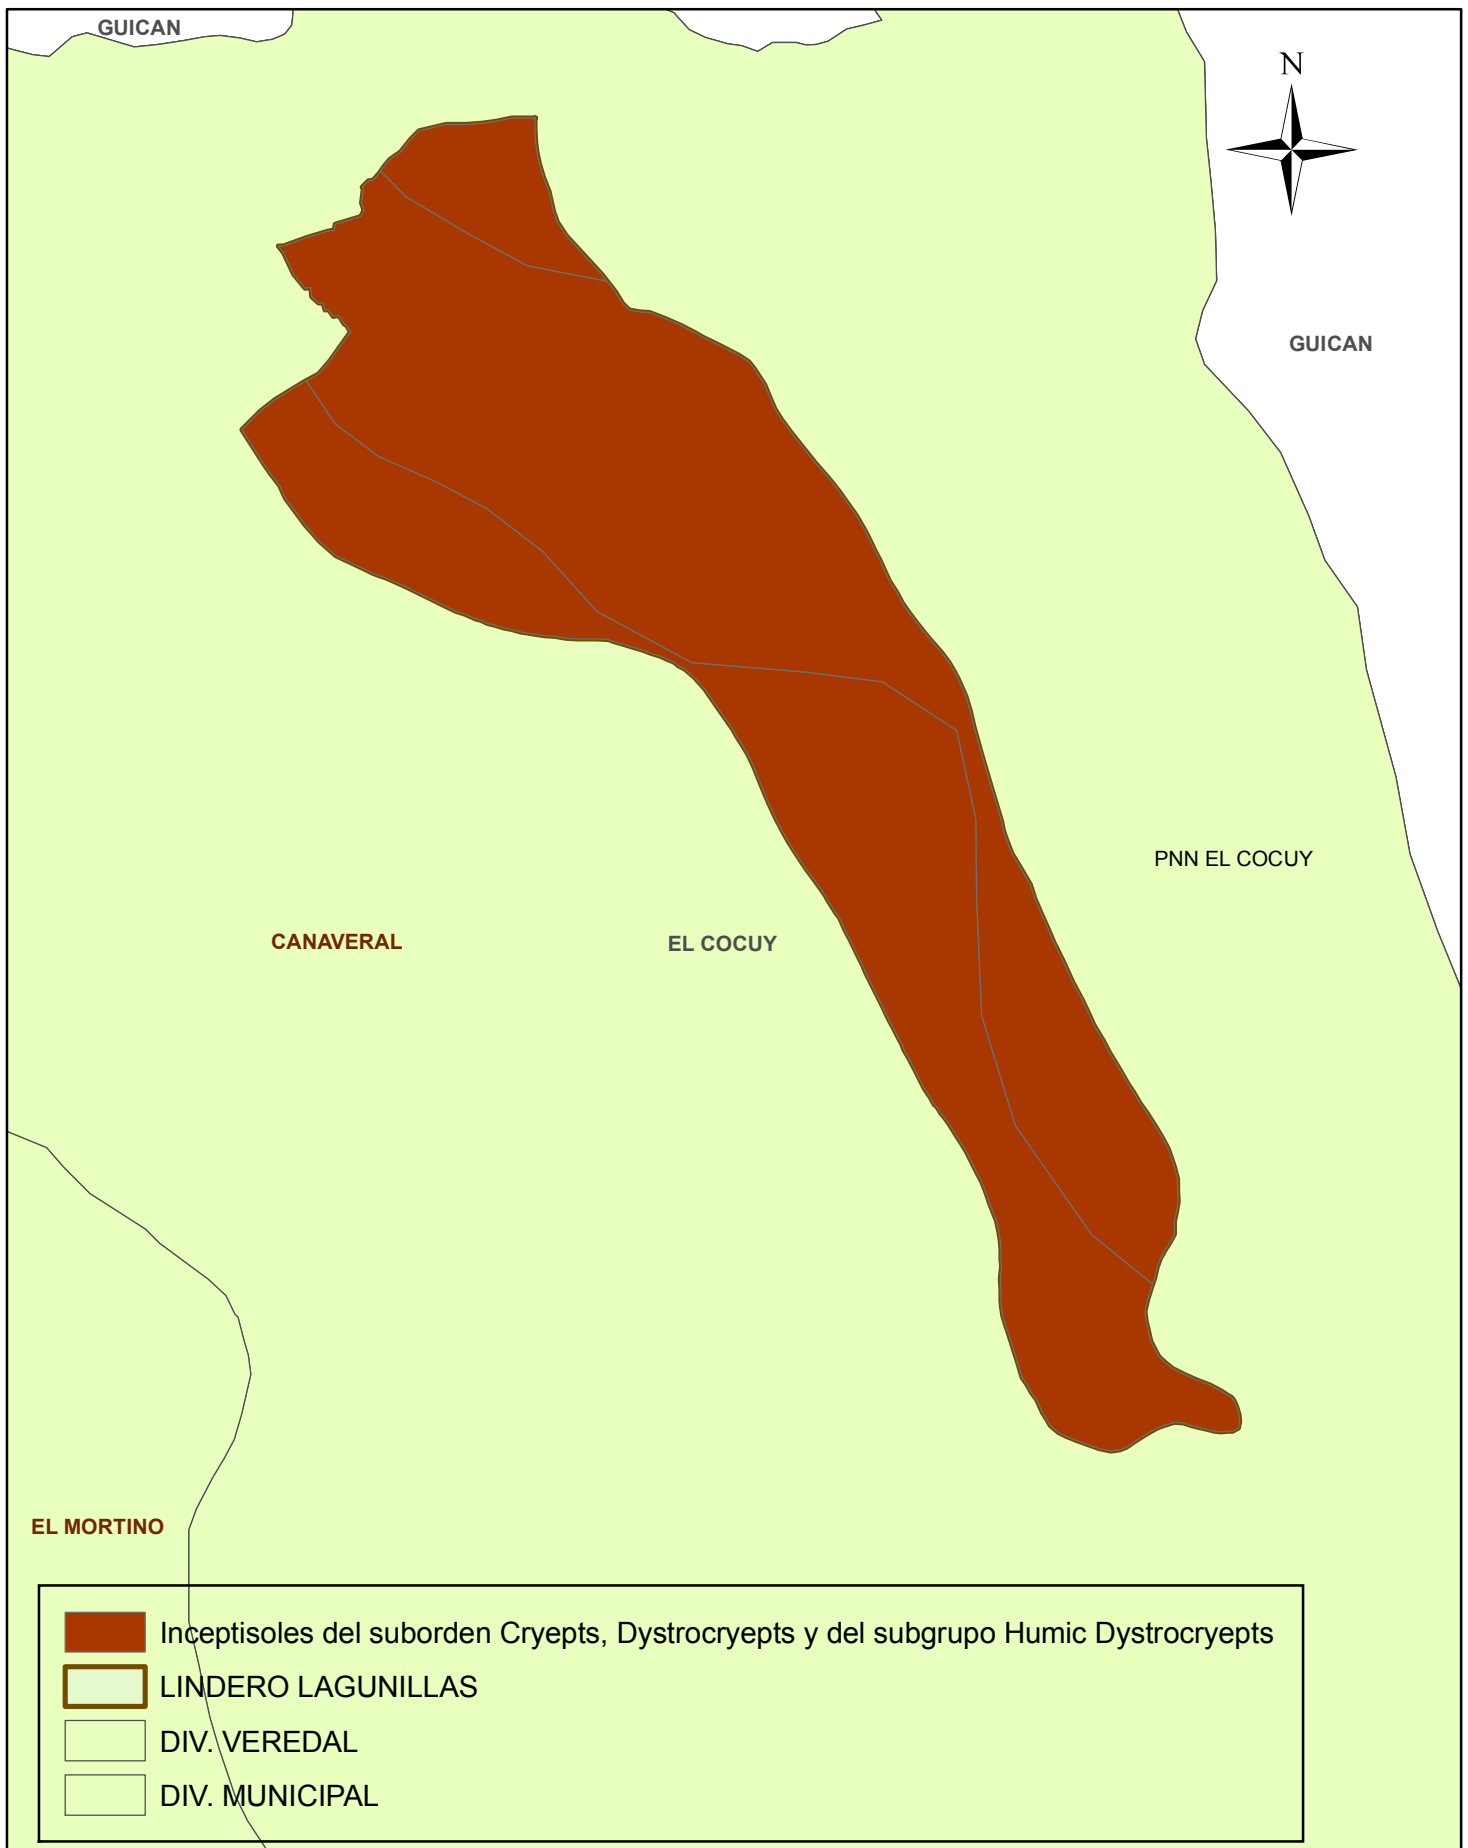 GUICAN
N
GUICAN
PNN EL COCUY
CANAVERAL
EL COCUY
EL MORTINO
Inceptisoles del suborden Cryepts, Dystrocryepts y del subgrupo Humic Dystrocryepts
LINDERO LAGUNILLAS
DIV. VEREDAL
DIV. MUNICIPAL